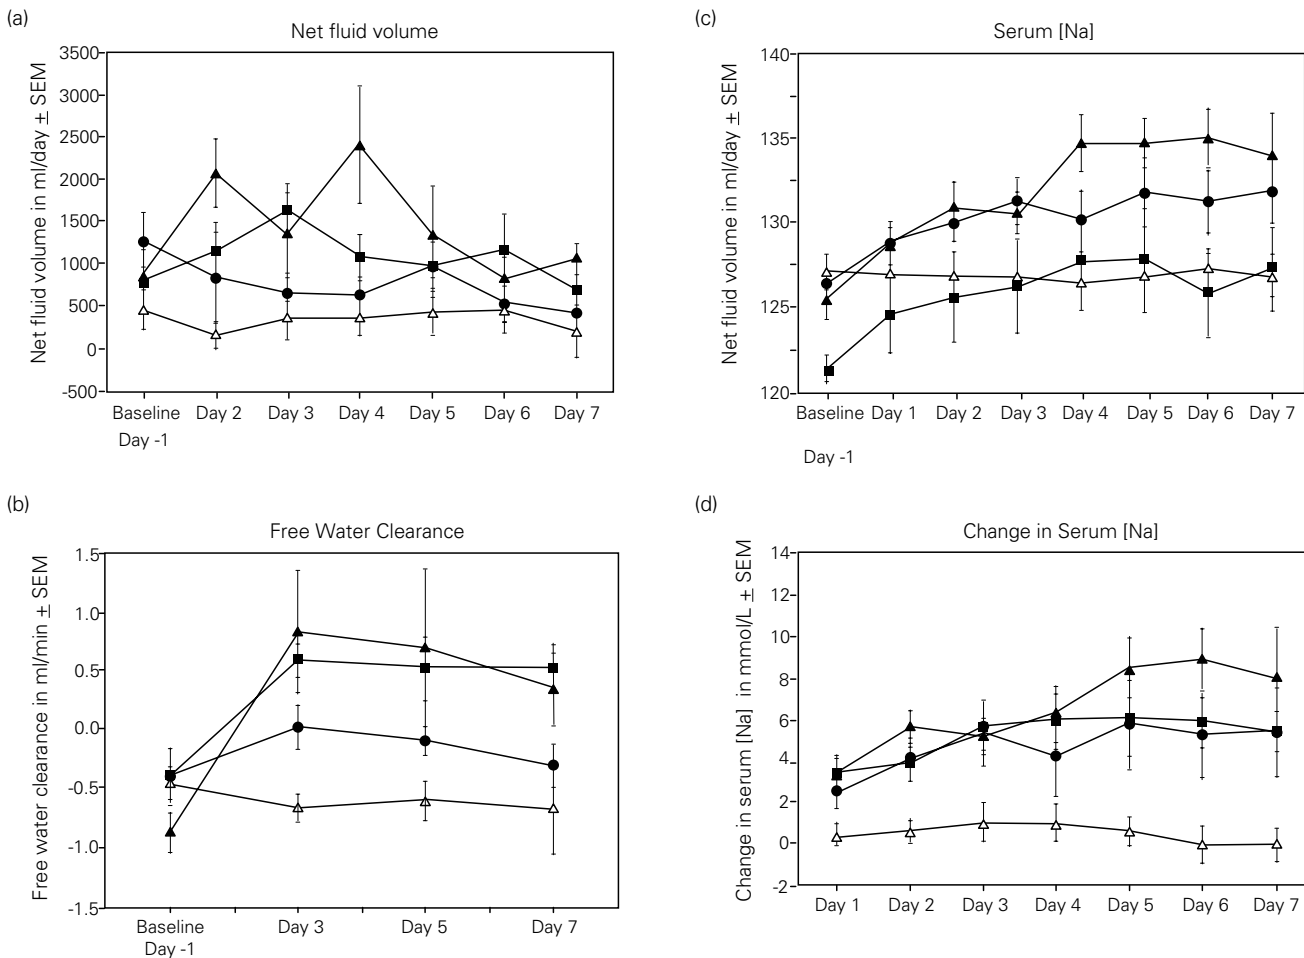 (a)
Net fluid volume
Net fluid volume in ml/day ± SEM
3500
3000
2500
2000
1500
1000
500
0
-500
Baseline Day 2 Day 3 Day 4 Day 5 Day 6 Day 7
Day -1
(c)
Serum [Na]
Net fluid volume in ml/day ± SEM
140
135
130
125
120
Baseline Day 1 Day 2 Day 3 Day 4 Day 5 Day 6 Day 7
Day -1
(b)
Free Water Clearance
Free water clearance in ml/min ± SEM
1.5
1.0
0.5
0.0
-0.5
-1.0
-1.5
Baseline Day 3 Day 5 Day 7
Day -1
(d)
Change in Serum [Na]
Change in serum [Na] in mmol/L ± SEM
14
12
10
8
6
4
2
0
-2
Day 1 Day 2 Day 3 Day 4 Day 5 Day 6 Day 7